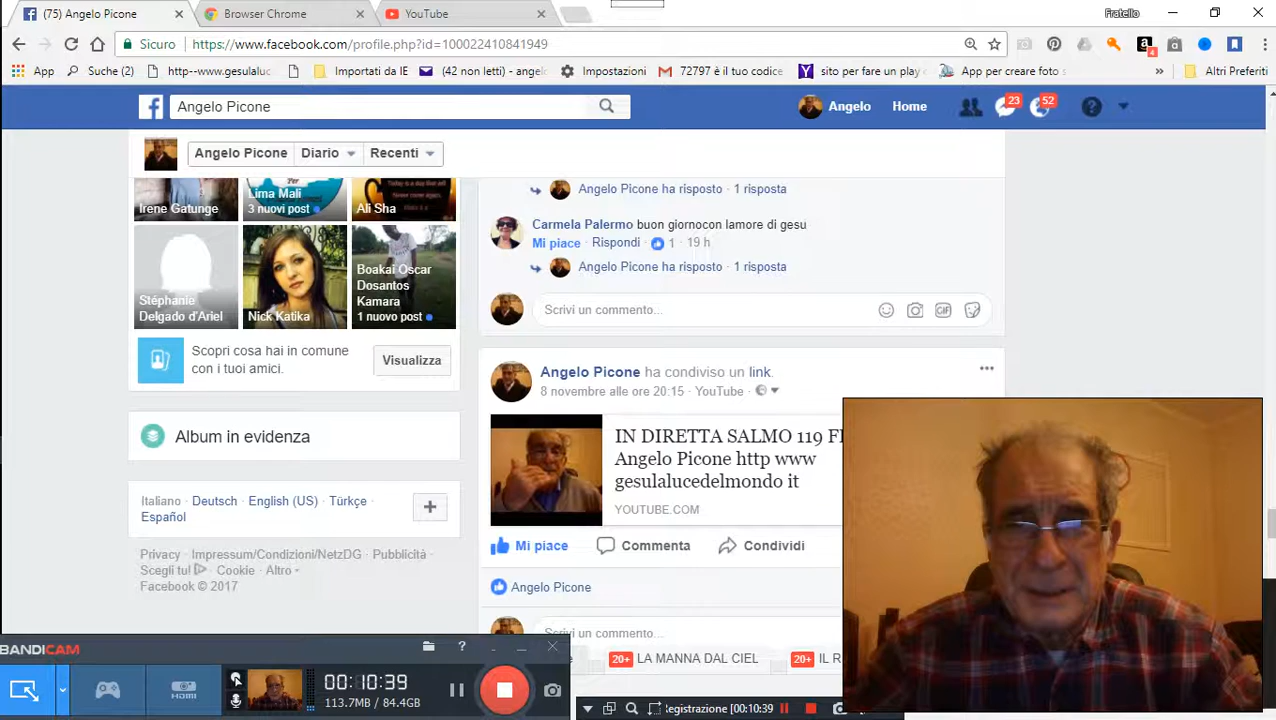 (75) Angelo Picone
Browser Chrome
YouTube
Fratello
Sicuro
https://www.facebook.com/profile.php?id=100022410841949
4
App
Suche (2)
http--www.gesulaluc
Importati da IE
(42 non letti) - angel
Impostazioni
72791 è il tuo codice
sito per fare un play
App per creare foto s
Altri Preferiti
Angelo Picone
Angelo
Home
23
52
Angelo Picone
Diario
Recenti
Irene Gatunge
Lima Mali
3 nuovi post
Ali Sha
Stéphanie
Delgado d'Ariel
Nick Katika
Boakai Oscar
Dosantos
Kamara
1 nuovo post
Scopri cosa hai in comune
con i tuoi amici.
Visualizza
Album in evidenza
Italiano · Deutsch · English (US) · Türkçe ·
Español
Privacy · Impressum/Condizioni/NetzDG · Pubblicità ·
Scegli tu! · Cookie · Altro
Facebook © 2017
Angelo Picone ha risposto · 1 risposta
Carmela Palermo buon giornocon lamore di gesu
Mi piace · Rispondi · 1 · 19 h
Angelo Picone ha risposto · 1 risposta
Scrivi un commento...
GIF
Angelo Picone ha condiviso un link.
8 novembre alle ore 20:15 · YouTube ·
IN DIRETTA SALMO 119
Angelo Picone http www
gesulalucedelmondo it
YOUTUBE.COM
Mi piace
Commenta
Condividi
Angelo Picone
Scrivi un commento...
20+ LA MANNA DAL CIEL
20+
BANDICAM
HDMI
00:10:39
113.7MB / 84.4GB
Registrazione [00:10:39]